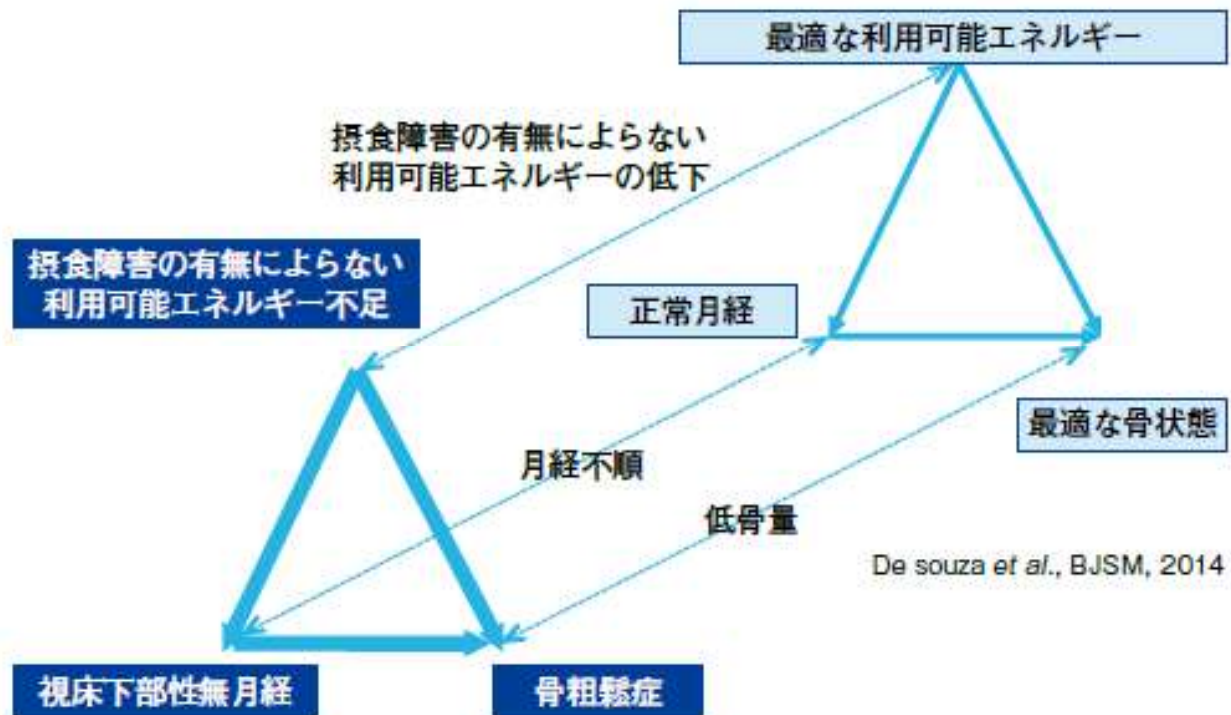 最適な利用可能エネルギー
摂食障害の有無によらない
利用可能エネルギーの低下
摂食障害の有無によらない
利用可能エネルギー不足
正常月経
最適な骨状態
月経不順
低骨量
De souza et al., BJSM, 2014
視床下部性無月経
骨粗鬆症